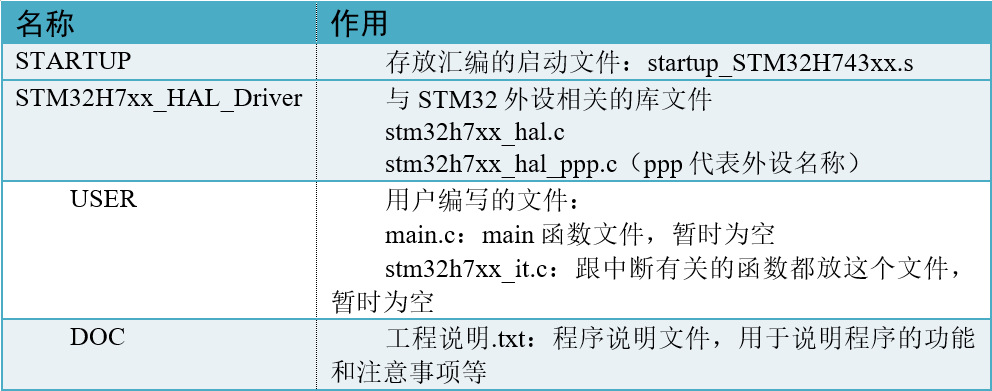 名称 作用
STARTUP 存放汇编的启动文件：startup_STM32H743xx.s
STM32H7xx_HAL_Driver 与 STM32 外设相关的库文件
stm32h7xx_hal.c
stm32h7xx_hal_ppp.c（ppp 代表外设名称）
USER 用户编写的文件：
main.c：main 函数文件，暂时为空
stm32h7xx_it.c：跟中断有关的函数都放这个文件，
暂时为空
DOC 工程说明.txt：程序说明文件，用于说明程序的功能
和注意事项等